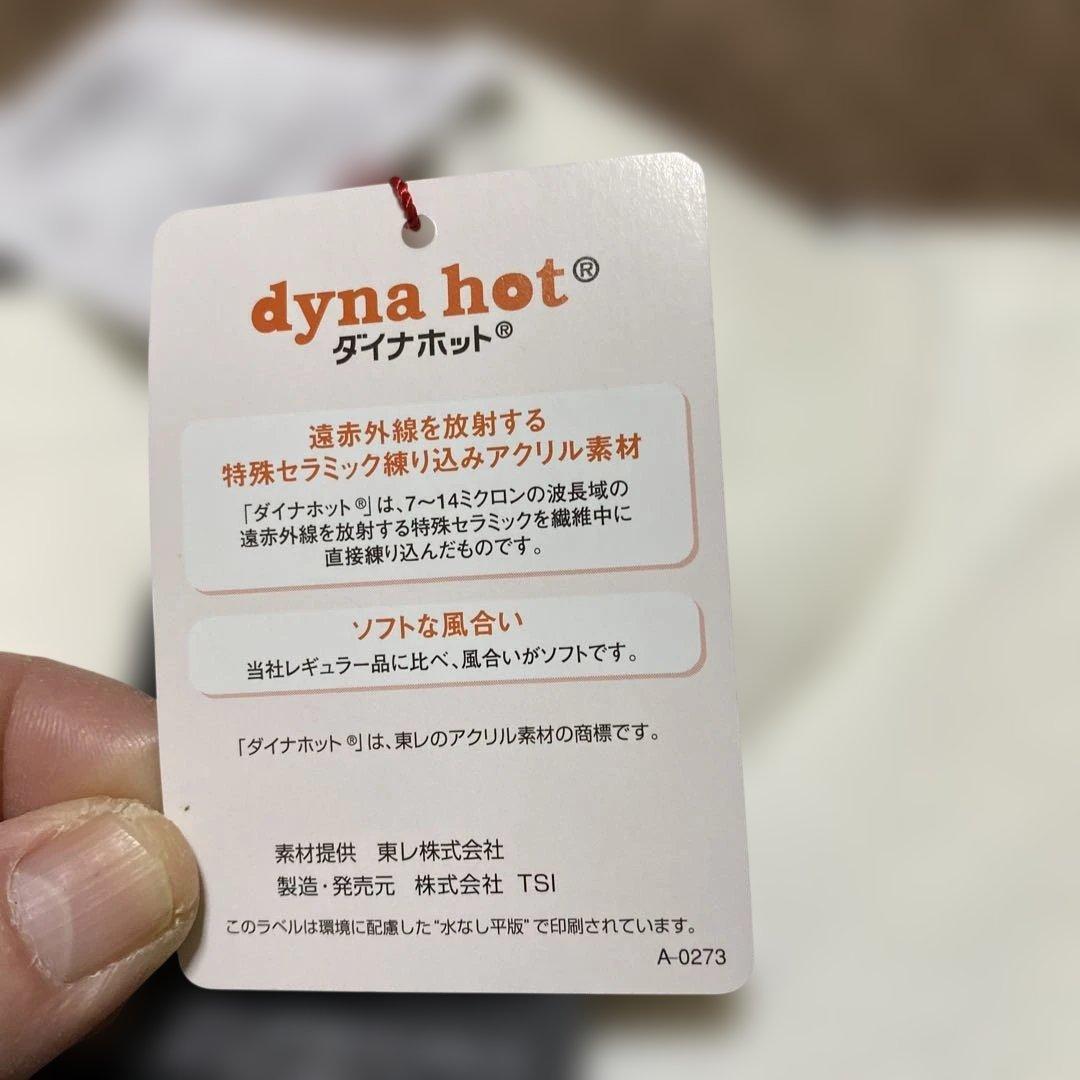 dyna hot®
ダイナホット®
遠赤外線を放射する
特殊セラミック練り込みアクリル素材
「ダイナホット®」は、7〜14ミクロンの波長域の
遠赤外線を放射する特殊セラミックを繊維中に
直接練り込んだものです。
ソフトな風合い
当社レギュラー品に比べ、風合いがソフトです。
「ダイナホット®」は、東レのアクリル素材の商標です。
素材提供 東レ株式会社
製造・発売元 株式会社 TSI
このラベルは環境に配慮した"水なし平版"で印刷されています。
A-0273